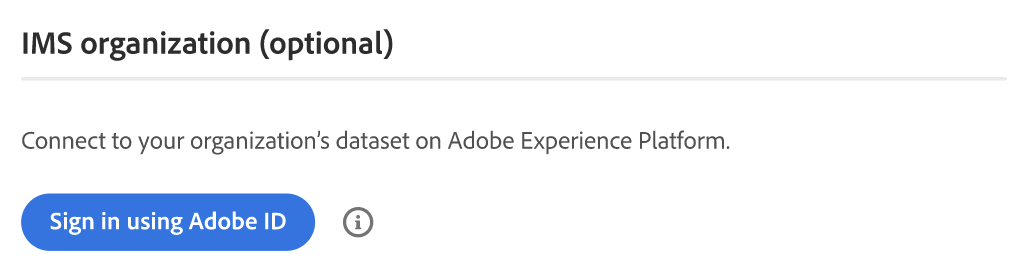 IMS organization (optional)
Connect to your organization’s dataset on Adobe Experience Platform.
Sign in using Adobe ID